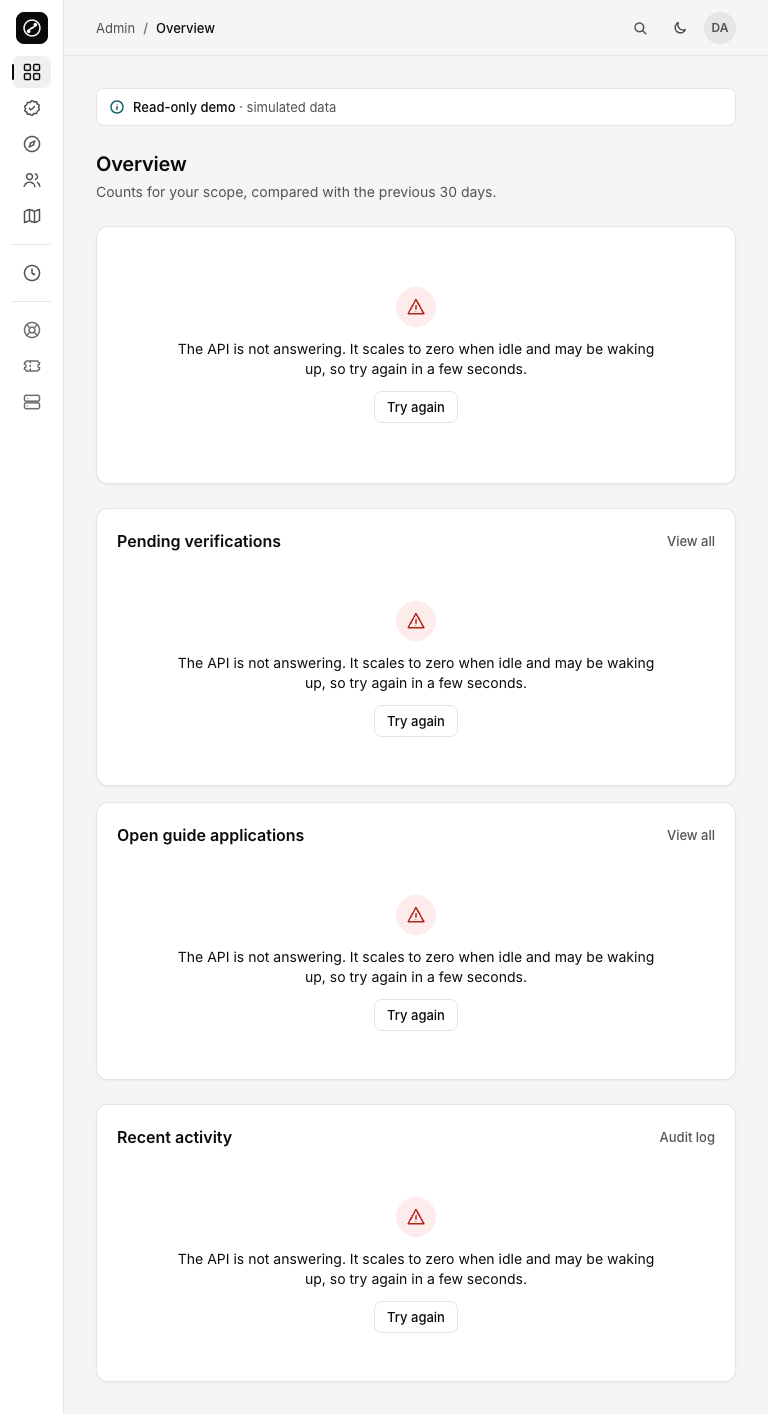 Admin / Overview
DA
Read-only demo · simulated data
Overview
Counts for your scope, compared with the previous 30 days.
The API is not answering. It scales to zero when idle and may be waking
up, so try again in a few seconds.
Try again
Pending verifications
View all
The API is not answering. It scales to zero when idle and may be waking
up, so try again in a few seconds.
Try again
Open guide applications
View all
The API is not answering. It scales to zero when idle and may be waking
up, so try again in a few seconds.
Try again
Recent activity
Audit log
The API is not answering. It scales to zero when idle and may be waking
up, so try again in a few seconds.
Try again